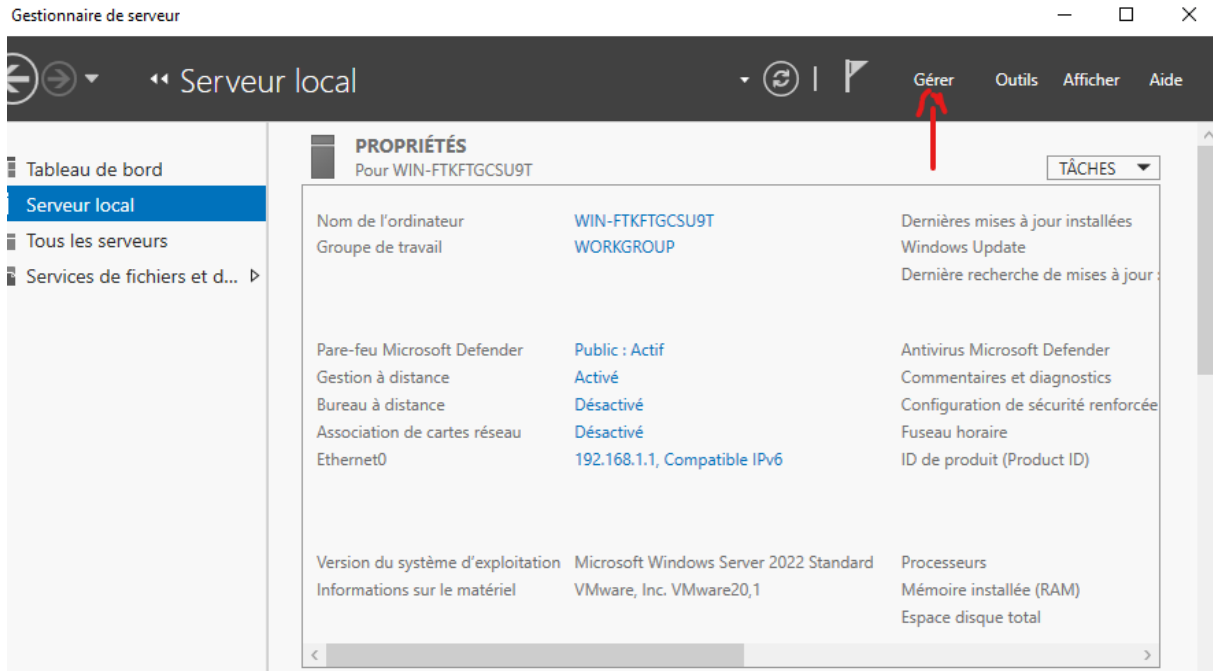 Gestionnaire de serveur
Serveur local
Gérer Outils Afficher Aide
Tableau de bord
Serveur local
Tous les serveurs
Services de fichiers et d...
PROPRIÉTÉS
Pour WIN-FTKFTGCSU9T
TÂCHES
Nom de l'ordinateur WIN-FTKFTGCSU9T Dernières mises à jour installées
Groupe de travail WORKGROUP Windows Update
Dernière recherche de mises à jour :
Pare-feu Microsoft Defender Public : Actif Antivirus Microsoft Defender
Gestion à distance Activé Commentaires et diagnostics
Bureau à distance Désactivé Configuration de sécurité renforcée
Association de cartes réseau Désactivé Fuseau horaire
Ethernet0 192.168.1.1, Compatible IPv6 ID de produit (Product ID)
Version du système d'exploitation Microsoft Windows Server 2022 Standard Processeurs
Informations sur le matériel VMware, Inc. VMware20,1 Mémoire installée (RAM)
Espace disque total